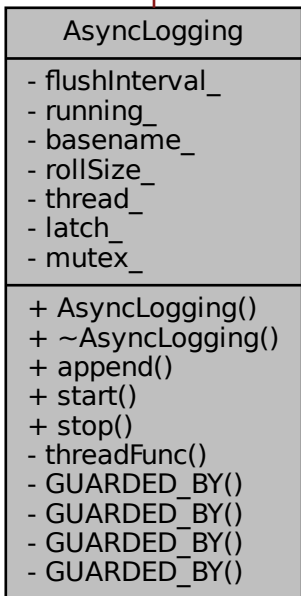 AsyncLogging
- flushInterval_
- running_
- basename_
- rollSize_
- thread_
- latch_
- mutex_
+ AsyncLogging()
+ ~AsyncLogging()
+ append()
+ start()
+ stop()
- threadFunc()
- GUARDED_BY()
- GUARDED_BY()
- GUARDED_BY()
- GUARDED_BY()